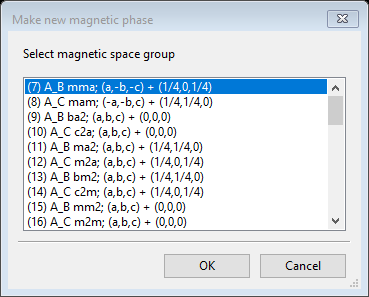 Make new magnetic phase
Select magnetic space group
(7) A_B mma; (a,-b,-c) + (1/4,0,1/4)
(8) A_C mam; (-a,-b,c) + (1/4,1/4,0)
(9) A_B ba2; (a,b,c) + (0,0,0)
(10) A_C c2a; (a,b,c) + (0,0,0)
(11) A_B ma2; (a,b,c) + (1/4,1/4,0)
(12) A_C m2a; (a,b,c) + (1/4,0,1/4)
(13) A_B bm2; (a,b,c) + (1/4,1/4,0)
(14) A_C c2m; (a,b,c) + (1/4,0,1/4)
(15) A_B mm2; (a,b,c) + (0,0,0)
(16) A_C m2m; (a,b,c) + (0,0,0)
OK Cancel